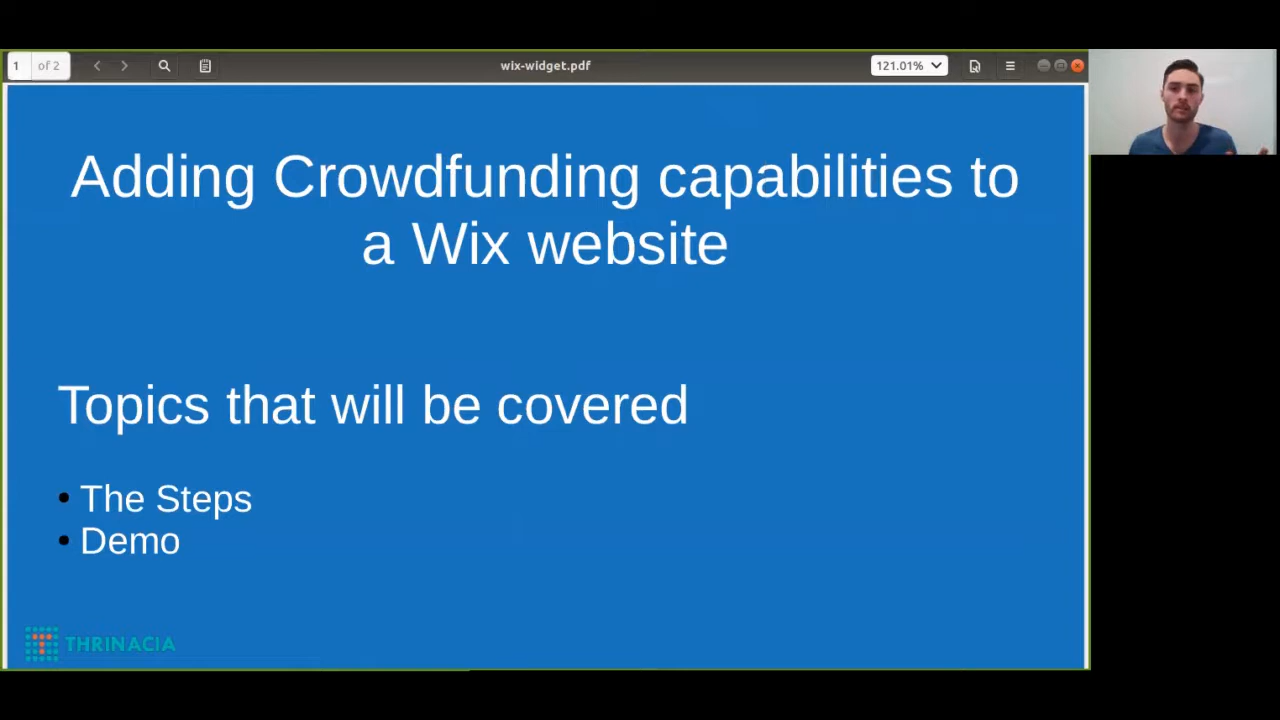 1 of 2
wix-widget.pdf
121.01%
Adding Crowdfunding capabilities to
a Wix website
Topics that will be covered
• The Steps
• Demo
THRINACIA